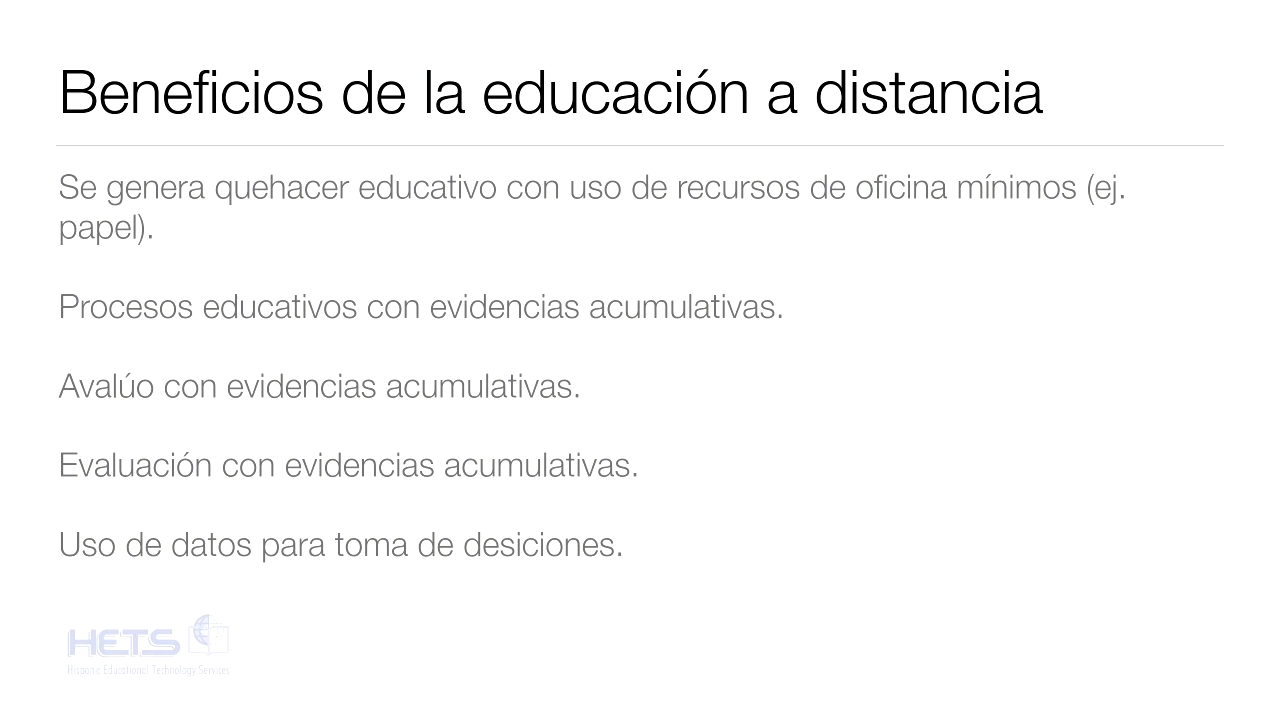 Beneficios de la educación a distancia
Se genera quehacer educativo con uso de recursos de oficina mínimos (ej.
papel).
Procesos educativos con evidencias acumulativas.
Avalúo con evidencias acumulativas.
Evaluación con evidencias acumulativas.
Uso de datos para toma de desiciones.
HETS
Hispanic Educational Technology Services